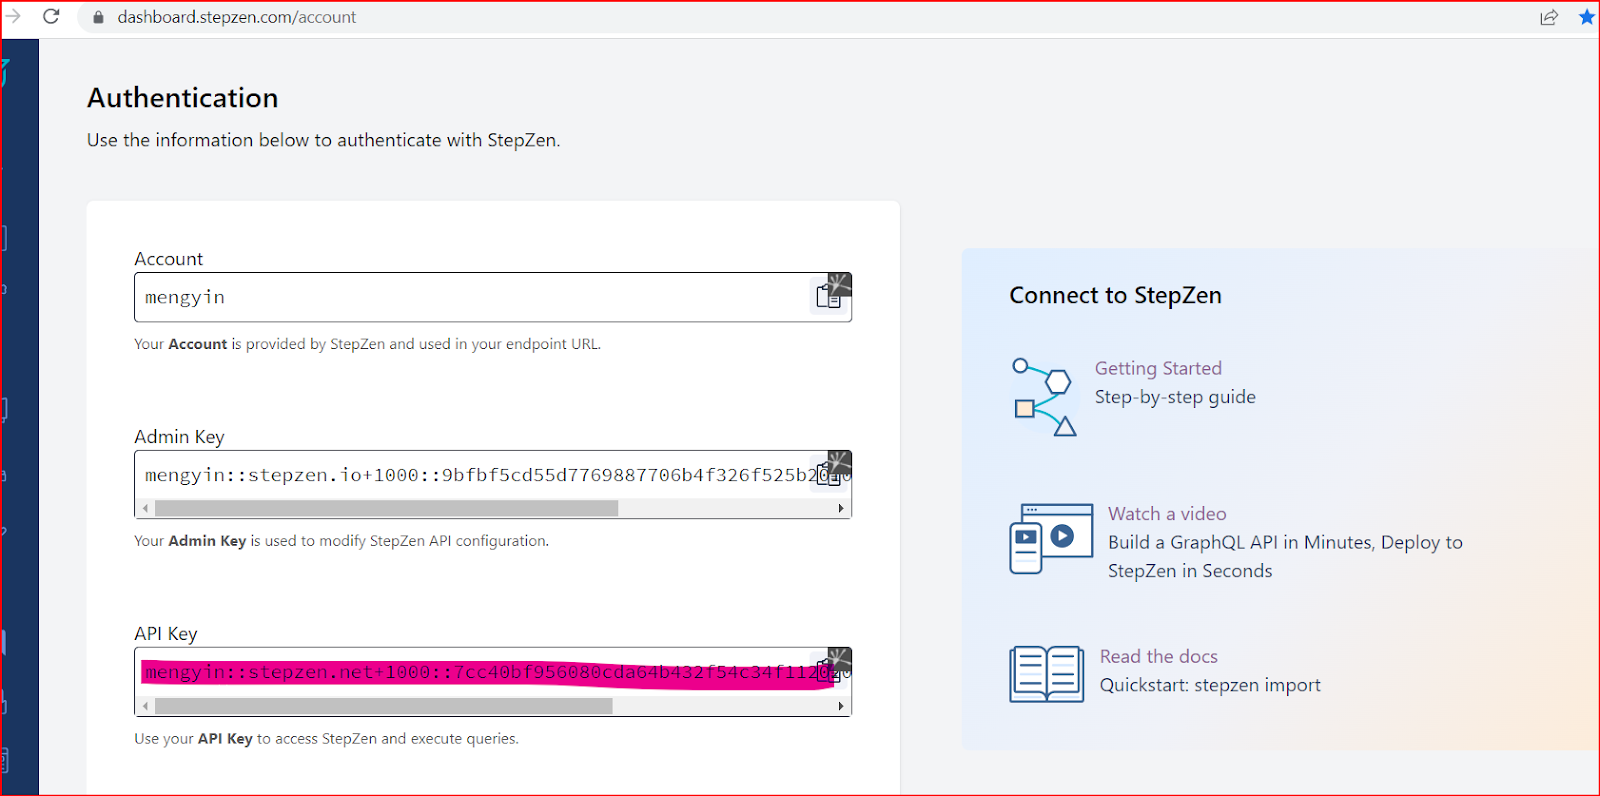 dashboard.stepzen.com/account
Authentication
Use the information below to authenticate with StepZen.
Account
mengyin
Your Account is provided by StepZen and used in your endpoint URL.
Admin Key
mengyin::stepzen.io+1000::9bfbf5cd55d7769887706b4f326f525b2
Your Admin Key is used to modify StepZen API configuration.
API Key
mengyin::stepzen.net+1000::7cc40bf956080cda64b432f54c34f112
Use your API Key to access StepZen and execute queries.
Connect to StepZen
Getting Started
Step-by-step guide
Watch a video
Build a GraphQL API in Minutes, Deploy to
StepZen in Seconds
Read the docs
Quickstart: stepzen import